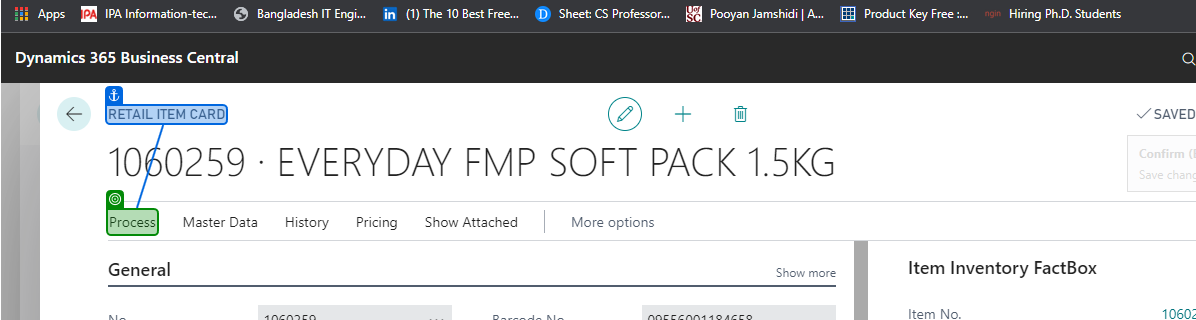 Apps IPA Information-tec... Bangladesh IT Engi... (1) The 10 Best Free... Sheet: CS Professor... Pooyan Jamshidi | A... Product Key Free :... Hiring Ph.D. Students
Dynamics 365 Business Central
RETAIL ITEM CARD
SAVED
1060259 · EVERYDAY FMP SOFT PACK 1.5KG
Confirm (
Save chang
Process Master Data History Pricing Show Attached More options
General Show more
Item Inventory FactBox
No. 1060259 ... Barcode No. 09556001184658
Item No. 10602